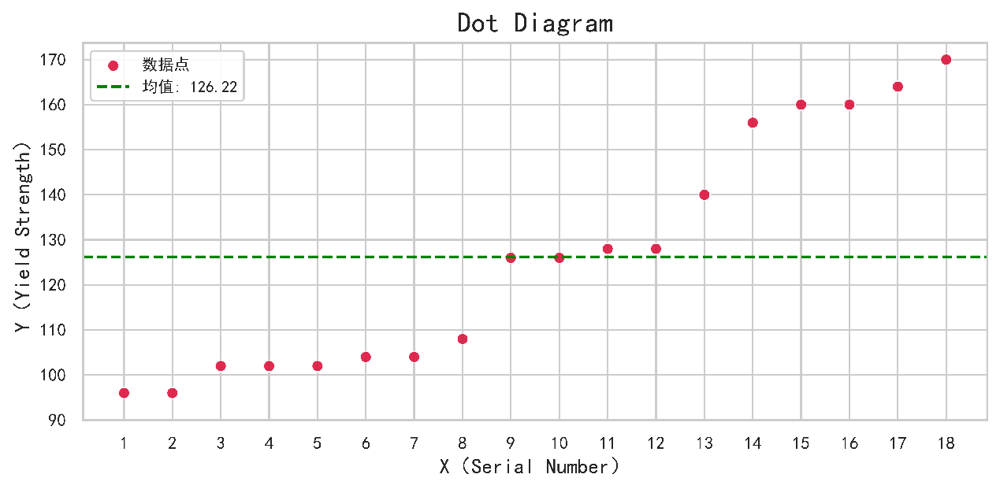 Dot Diagram
数据点
均值: 126.22
Y (Yield Strength)
170
160
150
140
130
120
110
100
90
1 2 3 4 5 6 7 8 9 10 11 12 13 14 15 16 17 18
X (Serial Number)